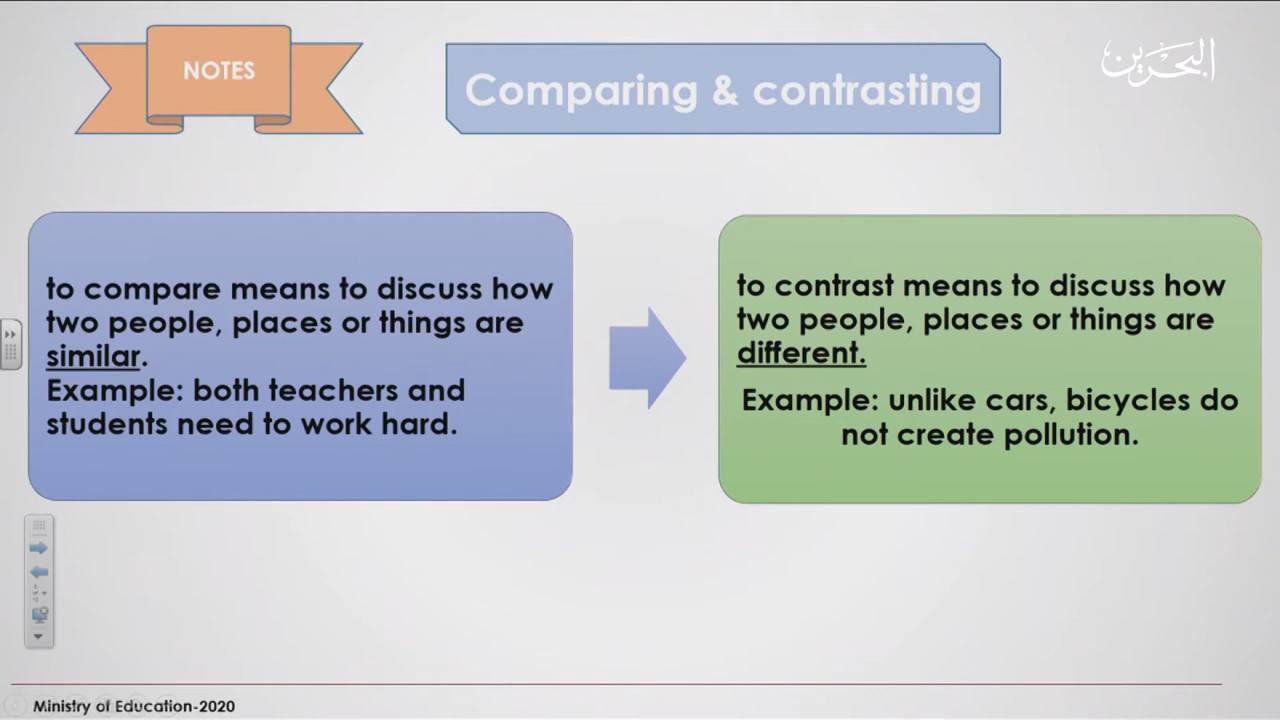 NOTES
Comparing & contrasting
البحرين
to compare means to discuss how
two people, places or things are
similar.
Example: both teachers and
students need to work hard.
to contrast means to discuss how
two people, places or things are
different.
Example: unlike cars, bicycles do
not create pollution.
Ministry of Education-2020